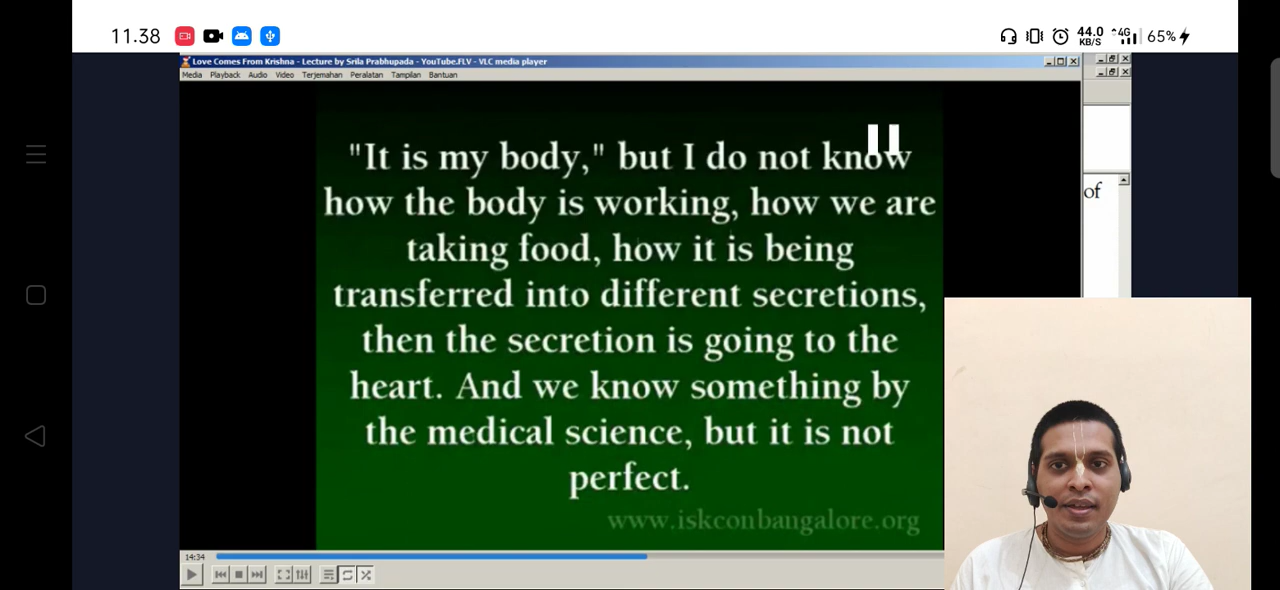 11.38
44.0
KB/S
4G
65%
Love Comes From Krishna - Lecture by Srila Prabhupada - YouTube.FLV - VLC media player
Media Playback Audio Video Terjemahan Peralatan Tampilan Bantuan
"It is my body," but I do not know
how the body is working, how we are
taking food, how it is being
transferred into different secretions,
then the secretion is going to the
heart. And we know something by
the medical science, but it is not
perfect.
www.iskconbangalore.org
of
14:34